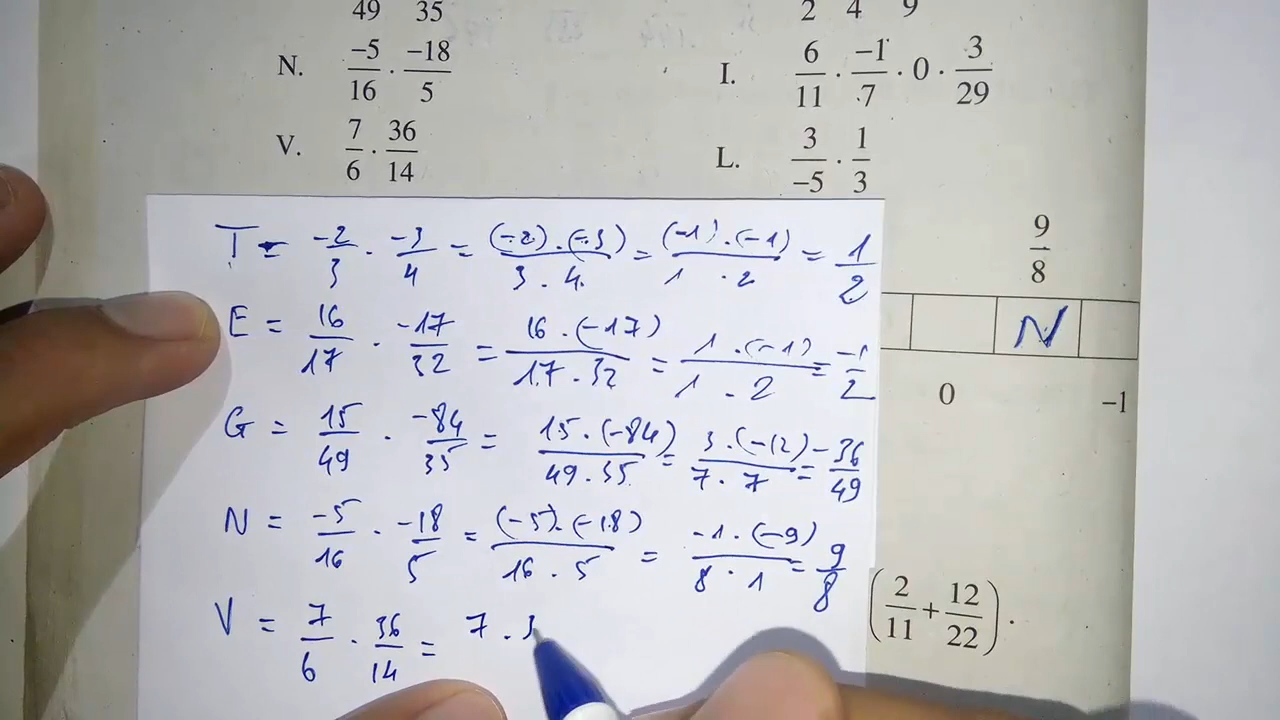 49 35 2 4 9
N. -5/16 · -18/5 I. 6/11 · -1/7 · 0 · 3/29
V. 7/6 · 36/14 L. 3/-5 · 1/3
T = -2/3 · -3/4 = (-2) · (-3)/3 · 4 = (-1) · (-1)/1 · 2 = 1/2
9/8
E = 16/17 · -17/32 = 16 · (-17)/17 · 32 = 1 · (-1)/1 · 2 = -1/2
N
0 -1
G = 15/49 · -84/35 = 15 · (-84)/49 · 35 = 3 · (-12)/7 · 7 = -36/49
N = -5/16 · -18/5 = (-5) · (-18)/16 · 5 = -1 · (-9)/8 · 1 = 9/8
V = 7/6 · 36/14 = 7 · 3
(2/11 + 12/22) ·